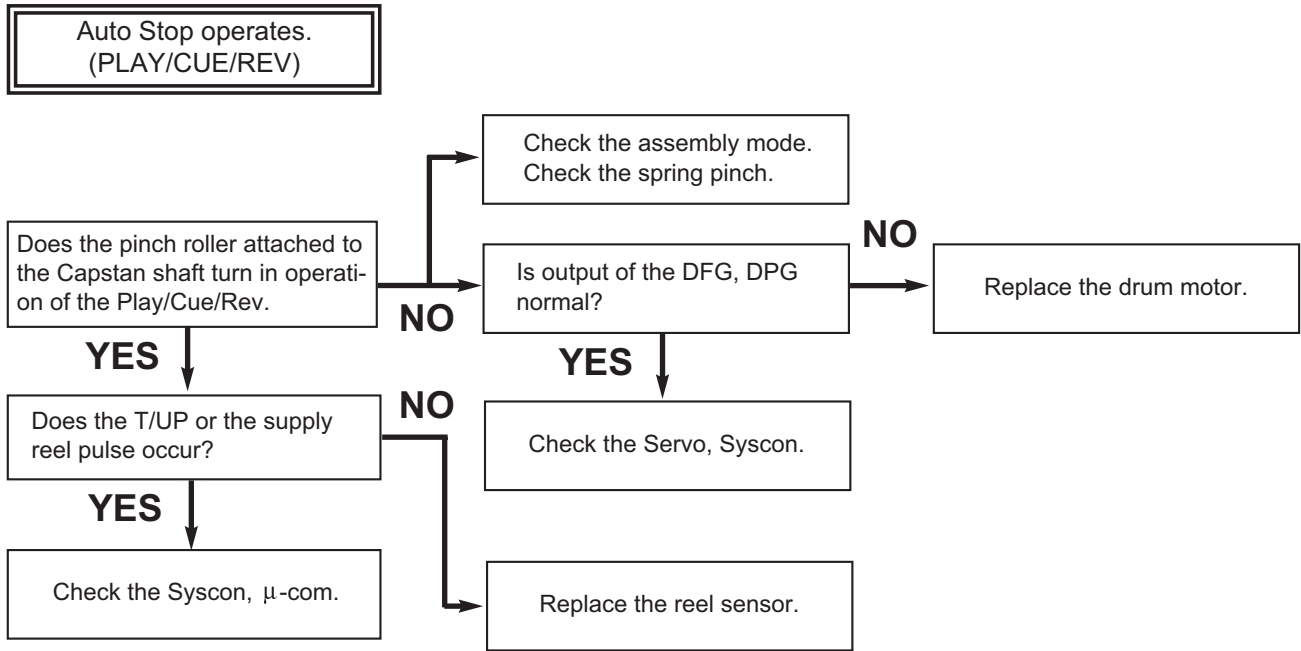 Auto Stop operates.
(PLAY/CUE/REV)
Check the assembly mode.
Check the spring pinch.
Does the pinch roller attached to
the Capstan shaft turn in operati-
on of the Play/Cue/Rev.
NO
Is output of the DFG, DPG
normal?
NO
Replace the drum motor.
YES
YES
Does the T/UP or the supply
reel pulse occur?
NO
Check the Servo, Syscon.
YES
Check the Syscon, μ-com.
Replace the reel sensor.